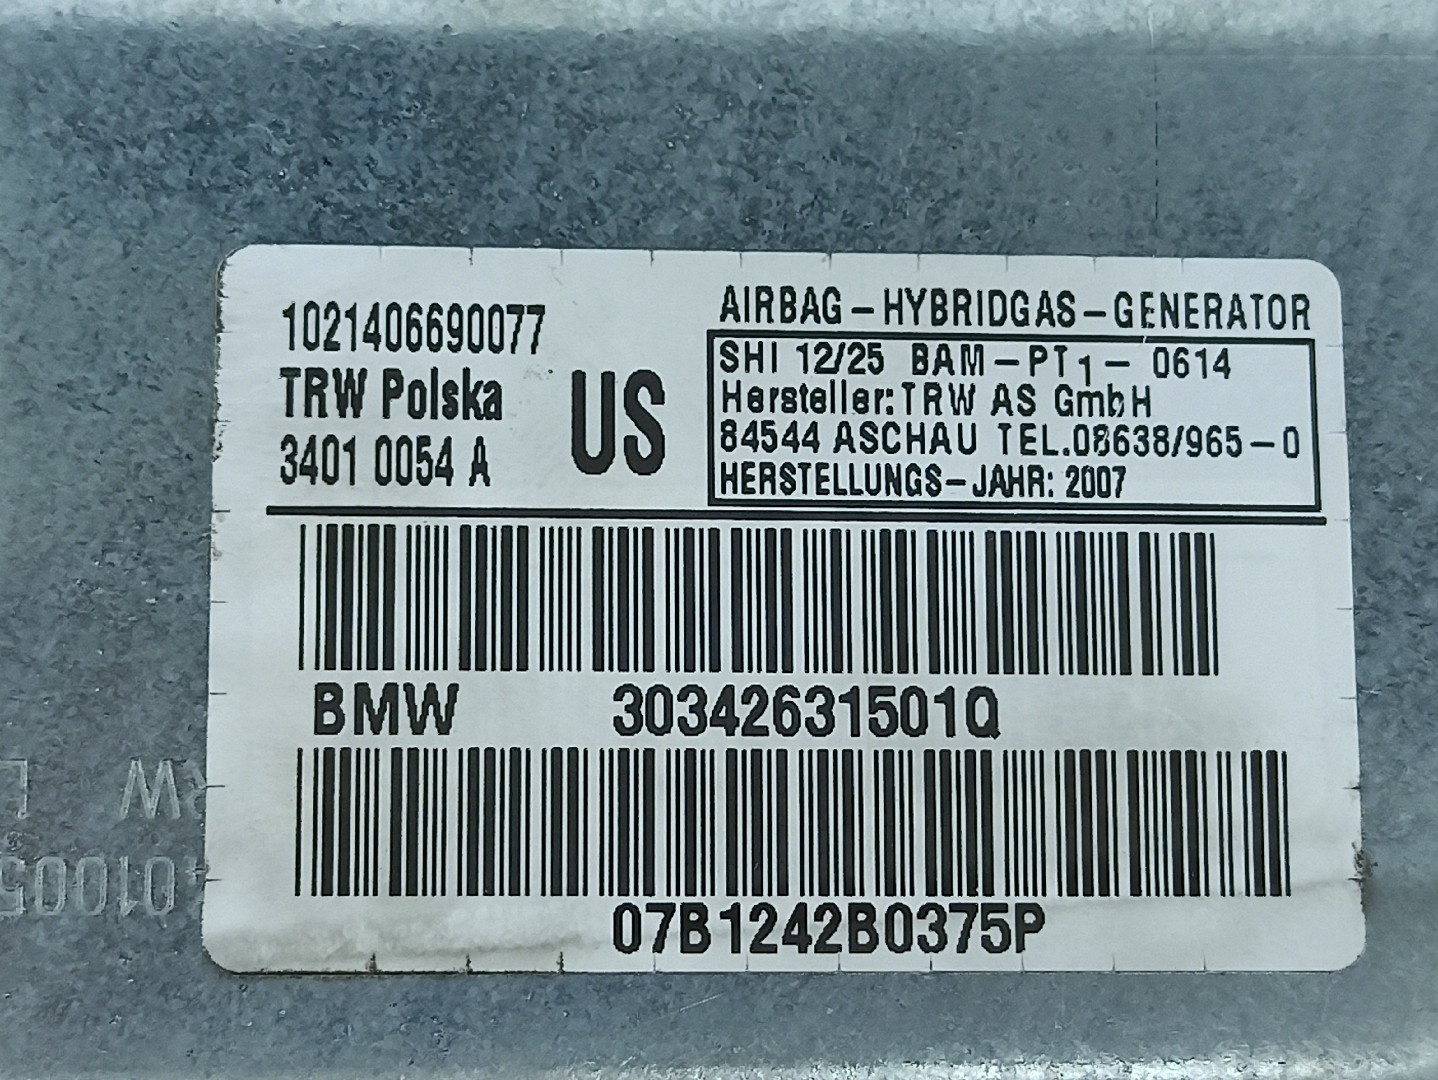 1021406690077
TRW Polska
3401 0054 A
US
AIRBAG-HYBRIDGAS-GENERATOR
SHI 12/25 BAM-PT1-0614
Hersteller:TRW AS GmbH
84544 ASCHAU TEL.08638/965-0
HERSTELLUNGS-JAHR: 2007
BMW 30342631501Q
07B1242B0375P